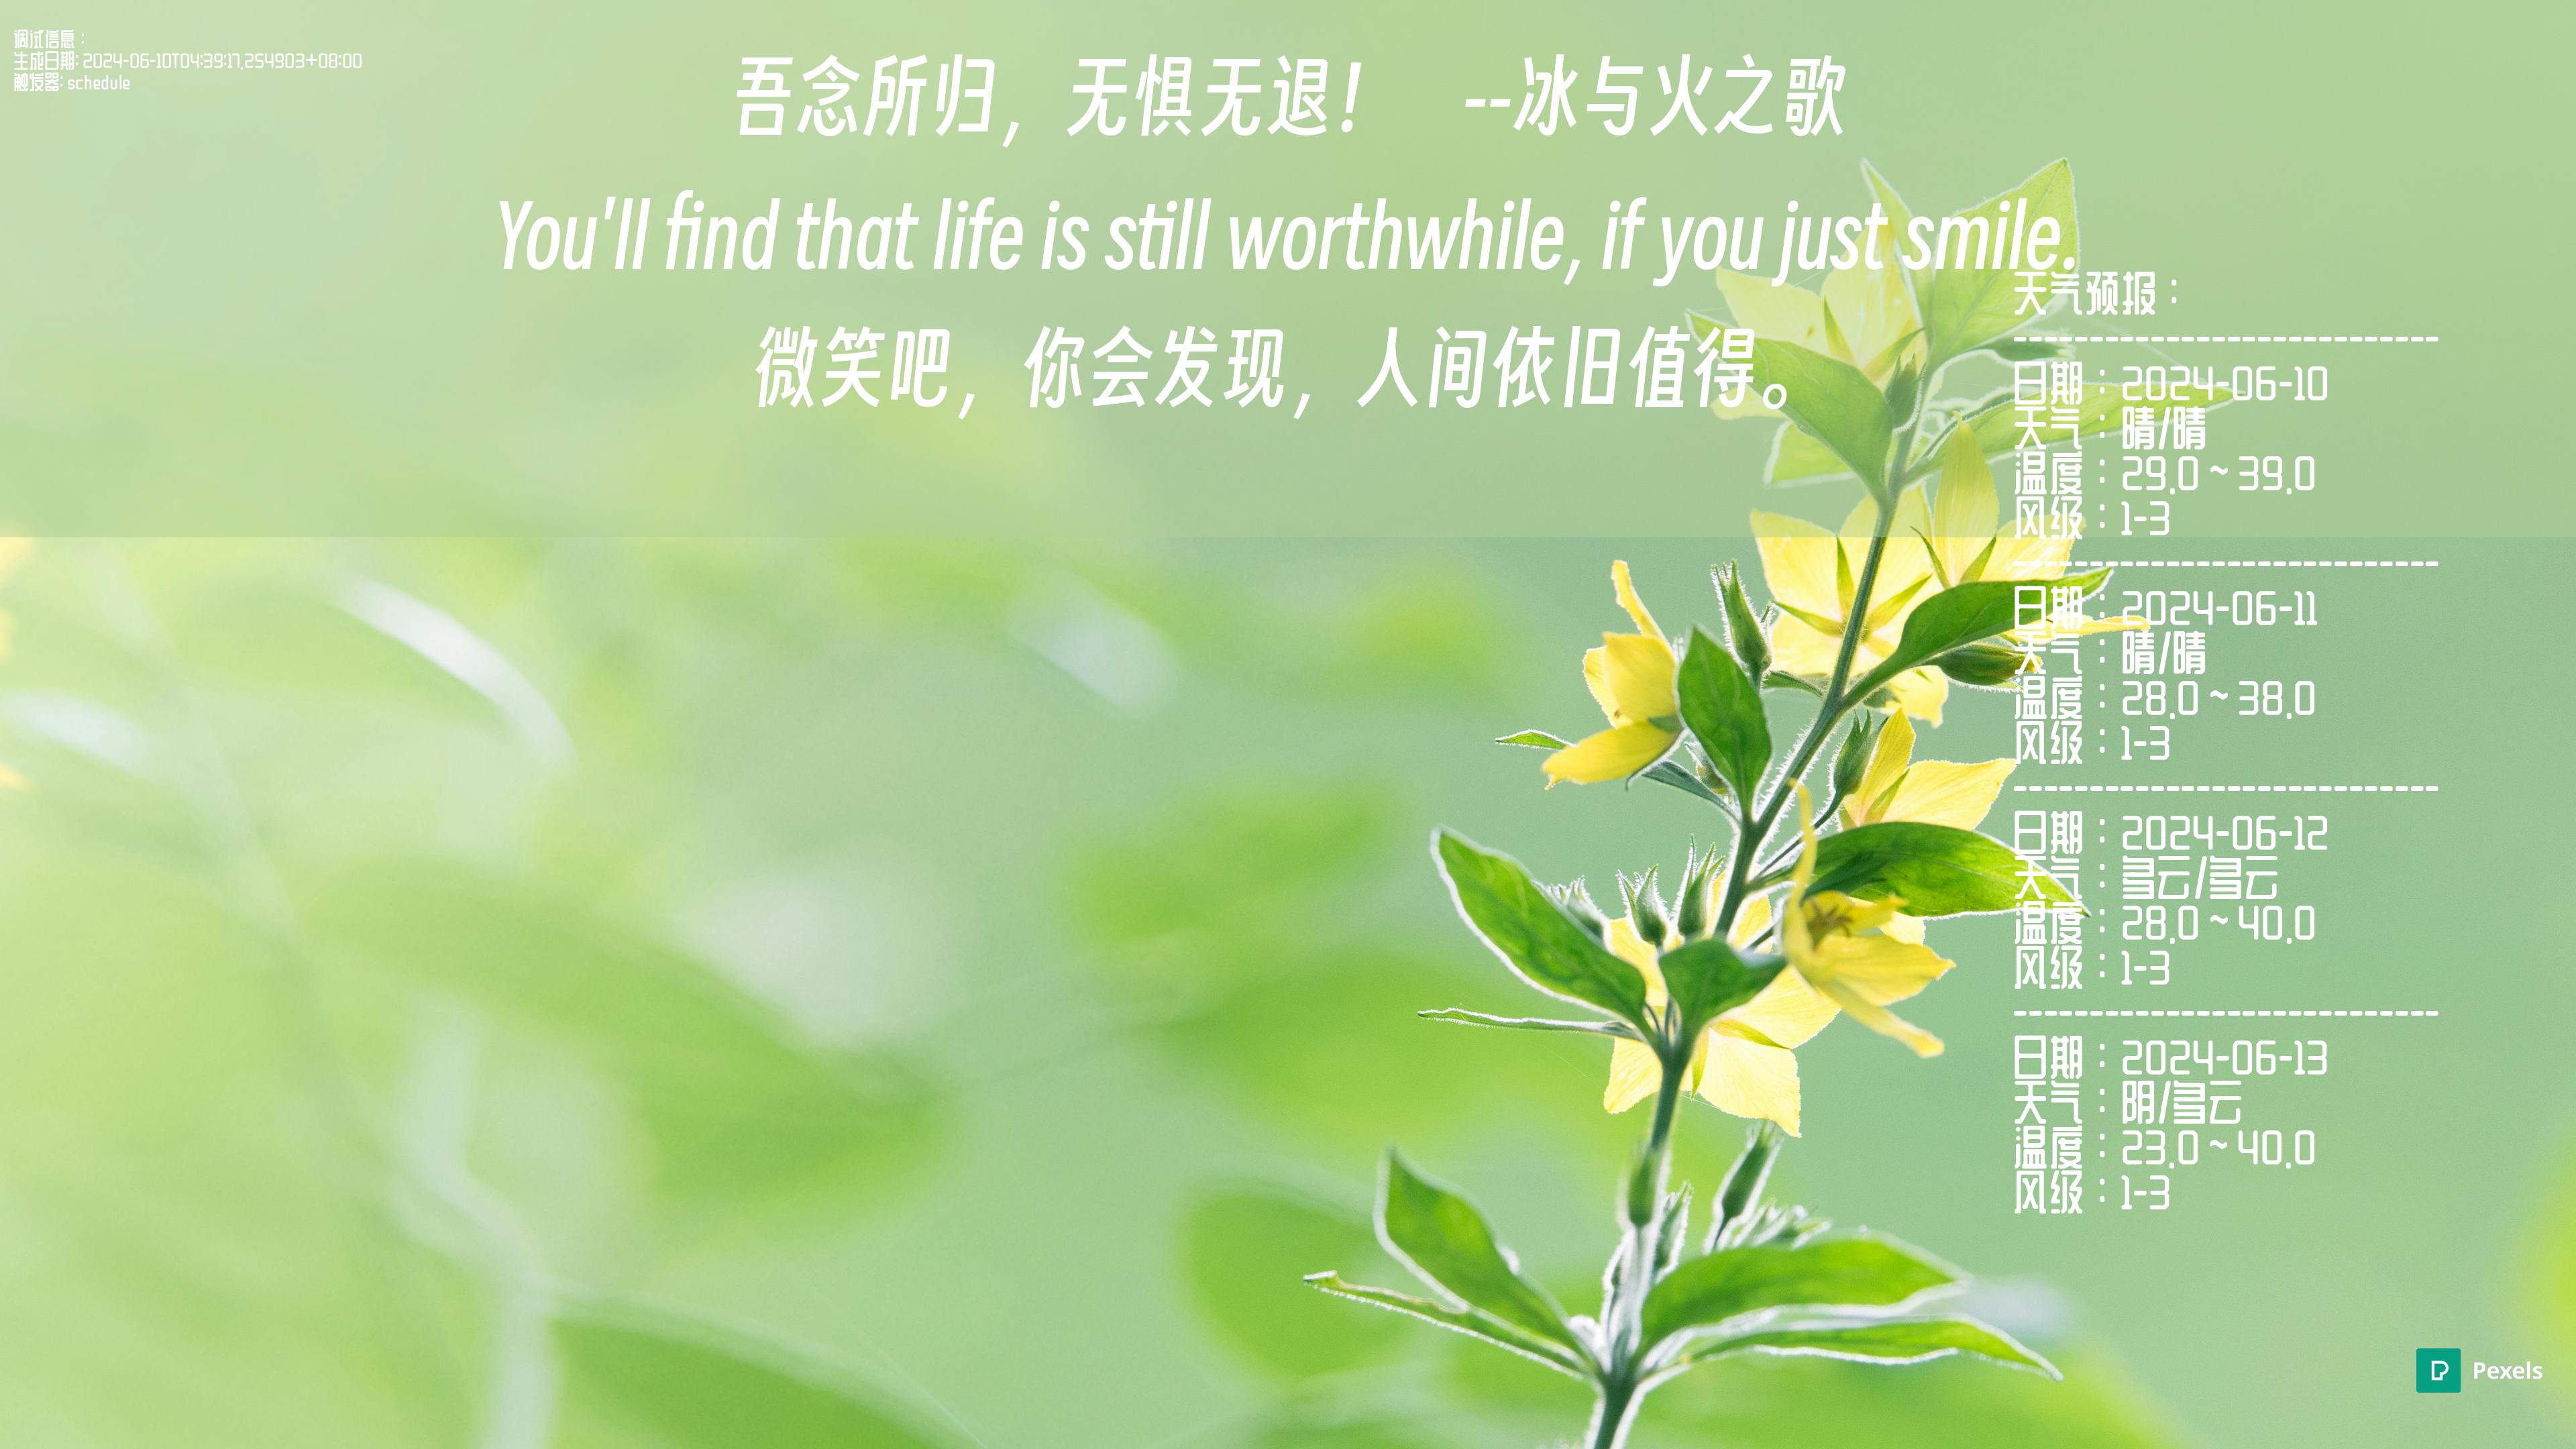 调试信息：
生成日期: 2024-06-10T04:39:17.254903+08:00
触发器: schedule
吾念所归，无惧无退！ --冰与火之歌
You'll find that life is still worthwhile, if you just smile.
微笑吧，你会发现，人间依旧值得。
天气预报：
------------------------------
日期：2024-06-10
天气：晴/晴
温度：29.0 ~ 39.0
风级：1-3
------------------------------
日期：2024-06-11
天气：晴/晴
温度：28.0 ~ 38.0
风级：1-3
------------------------------
日期：2024-06-12
天气：多云/多云
温度：28.0 ~ 40.0
风级：1-3
------------------------------
日期：2024-06-13
天气：阴/多云
温度：23.0 ~ 40.0
风级：1-3
Pexels